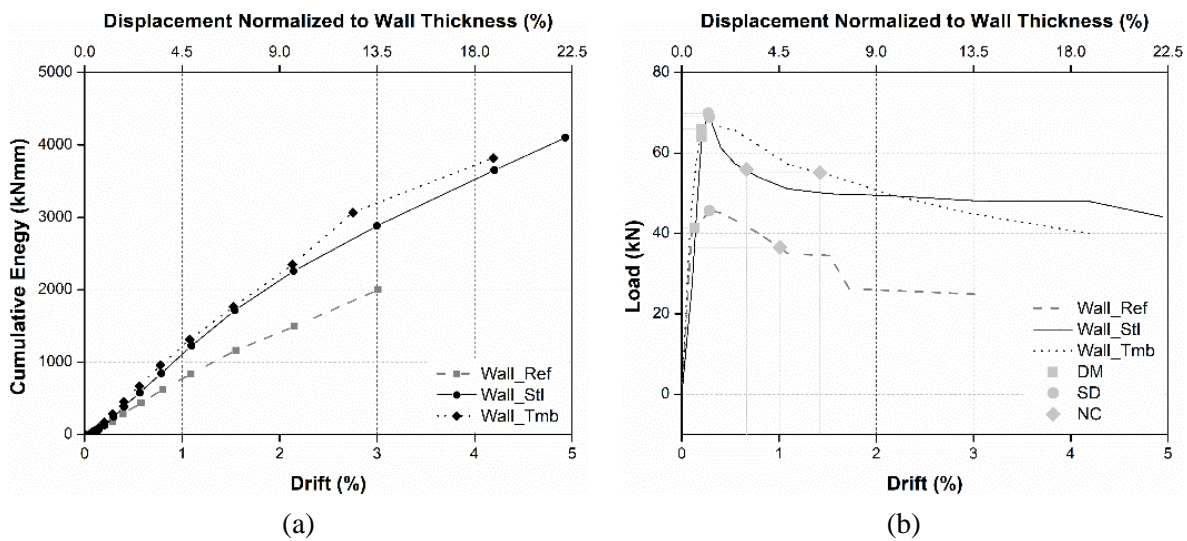 Displacement Normalized to Wall Thickness (%)
0.0 4.5 9.0 13.5 18.0 22.5
5000
4000
3000
2000
1000
0
Cumulative Enegy (kNmm)
Wall_Ref
Wall_Stl
Wall_Tmb
0 1 2 3 4 5
Drift (%)
(a)
Displacement Normalized to Wall Thickness (%)
0.0 4.5 9.0 13.5 18.0 22.5
80
60
40
20
0
Load (kN)
Wall_Ref
Wall_Stl
Wall_Tmb
DM
SD
NC
0 1 2 3 4 5
Drift (%)
(b)